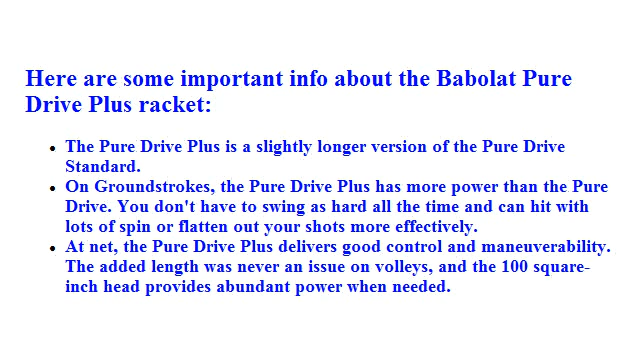 Here are some important info about the Babolat Pure
Drive Plus racket:
The Pure Drive Plus is a slightly longer version of the Pure Drive
Standard.
On Groundstrokes, the Pure Drive Plus has more power than the Pure
Drive. You don't have to swing as hard all the time and can hit with
lots of spin or flatten out your shots more effectively.
At net, the Pure Drive Plus delivers good control and maneuverability.
The added length was never an issue on volleys, and the 100 square-
inch head provides abundant power when needed.